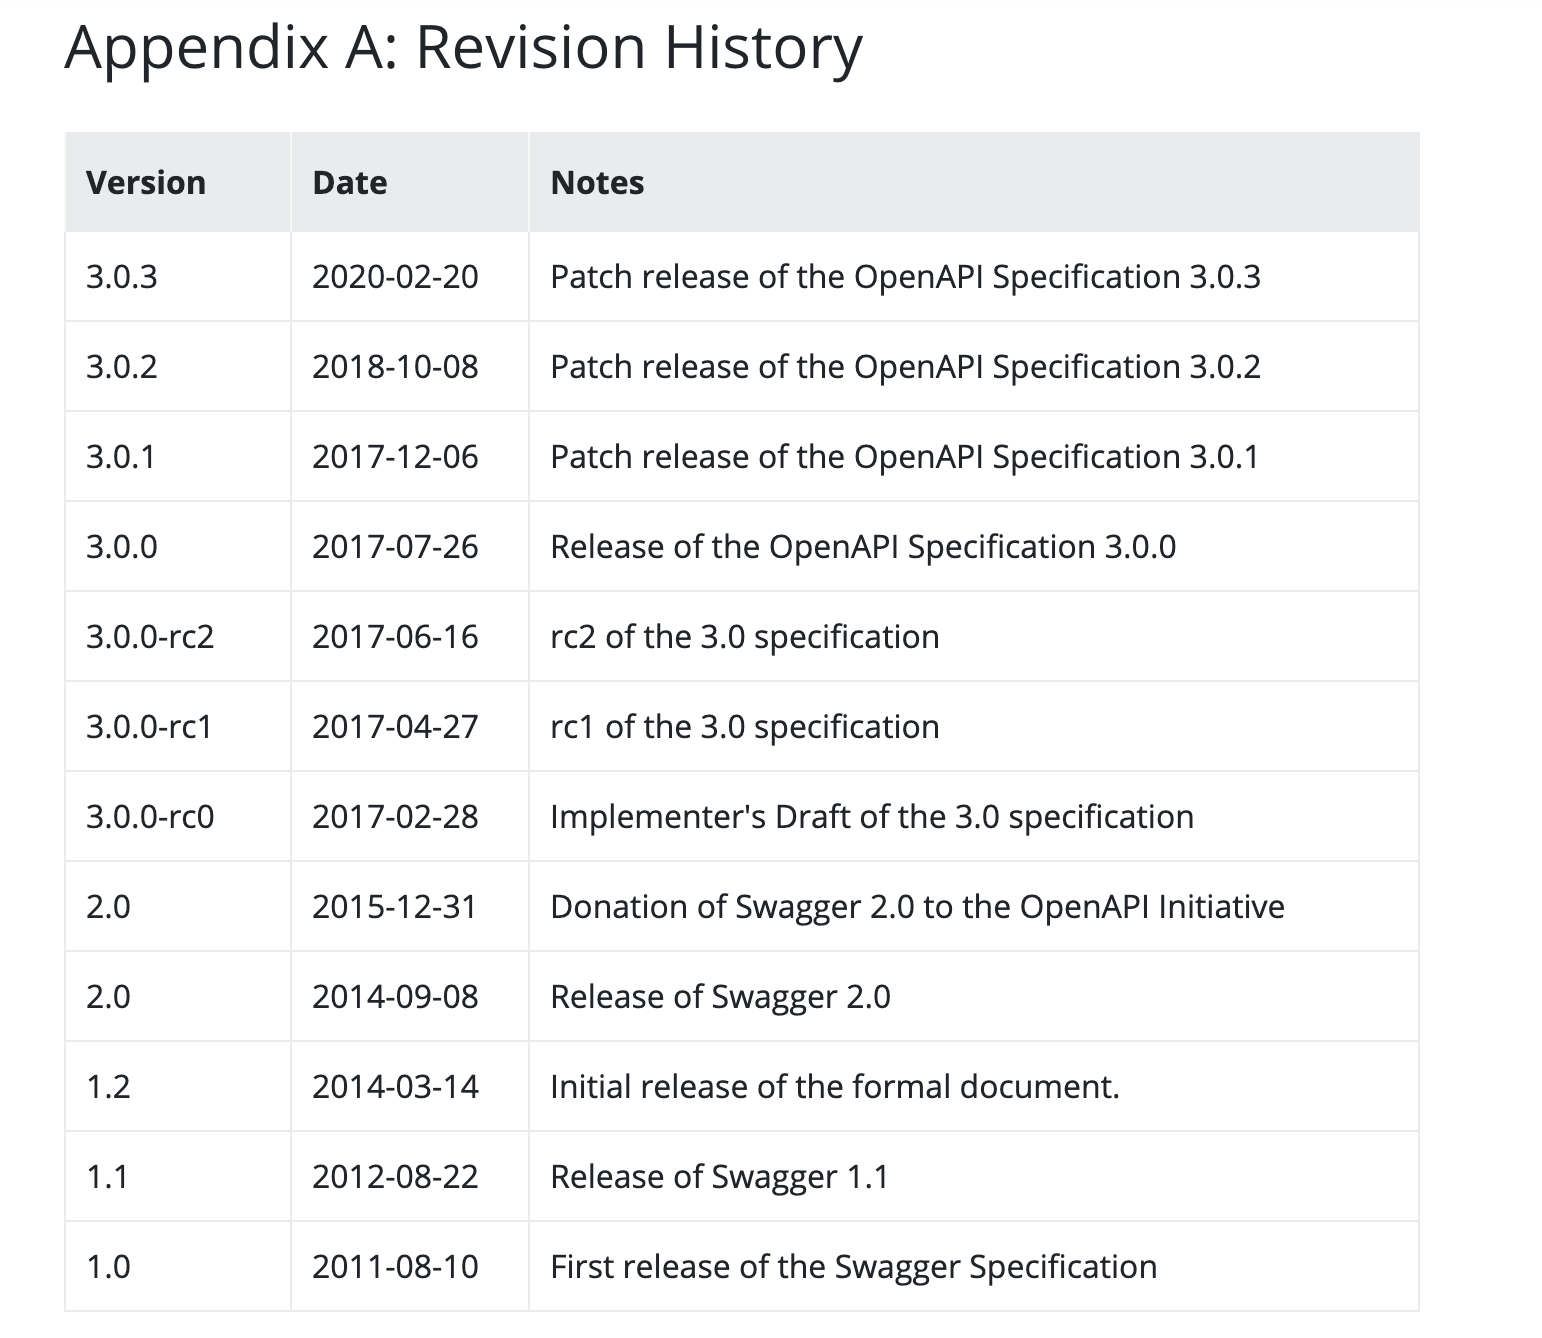 Appendix A: Revision History
Version Date Notes
3.0.3 2020-02-20 Patch release of the OpenAPI Specification 3.0.3
3.0.2 2018-10-08 Patch release of the OpenAPI Specification 3.0.2
3.0.1 2017-12-06 Patch release of the OpenAPI Specification 3.0.1
3.0.0 2017-07-26 Release of the OpenAPI Specification 3.0.0
3.0.0-rc2 2017-06-16 rc2 of the 3.0 specification
3.0.0-rc1 2017-04-27 rc1 of the 3.0 specification
3.0.0-rc0 2017-02-28 Implementer's Draft of the 3.0 specification
2.0 2015-12-31 Donation of Swagger 2.0 to the OpenAPI Initiative
2.0 2014-09-08 Release of Swagger 2.0
1.2 2014-03-14 Initial release of the formal document.
1.1 2012-08-22 Release of Swagger 1.1
1.0 2011-08-10 First release of the Swagger Specification